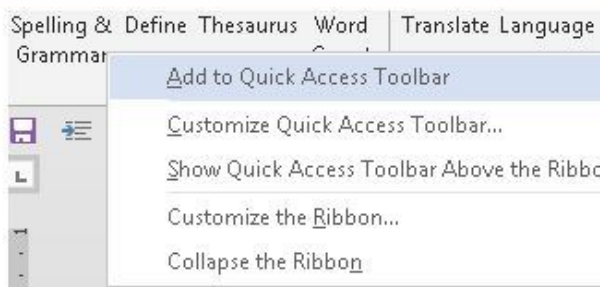 Spelling & Define Thesaurus Word Translate Language
Grammar
Add to Quick Access Toolbar
Customize Quick Access Toolbar...
Show Quick Access Toolbar Above the Ribbo
Customize the Ribbon...
Collapse the Ribbon
1